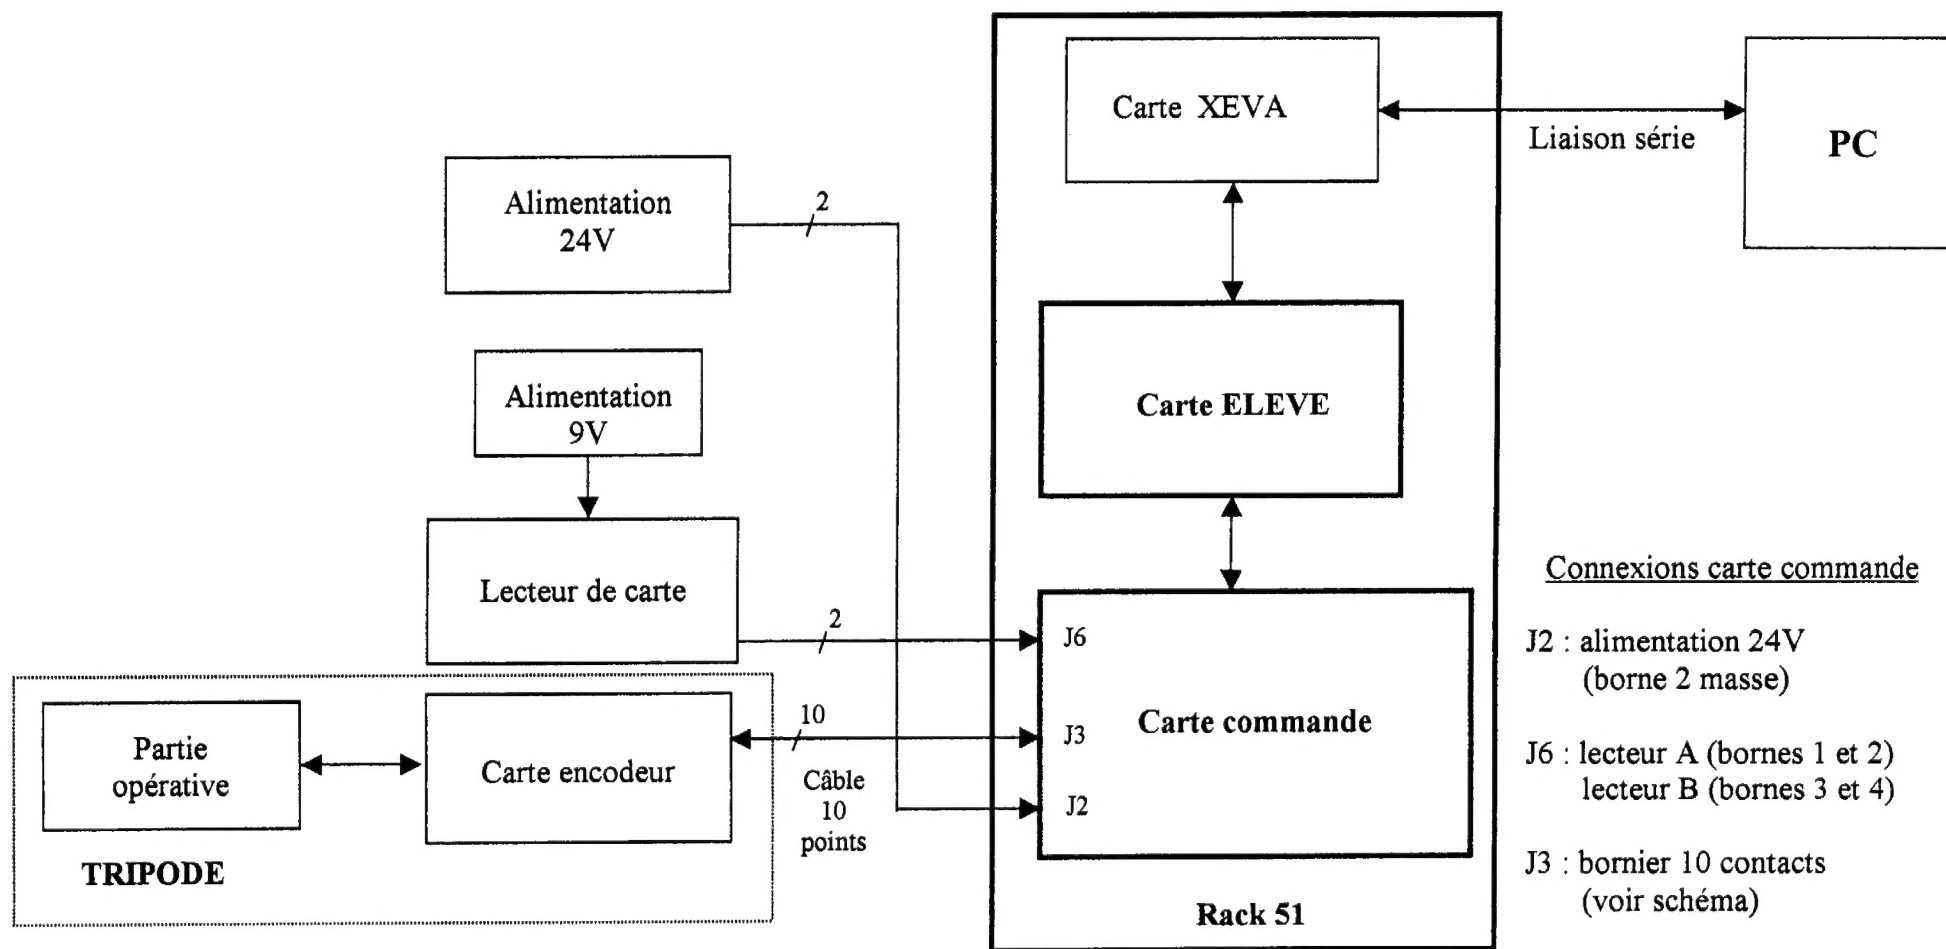 Carte XEVA
Liaison série
PC
Alimentation
24V
2
Alimentation
9V
Carte ELEVE
Lecteur de carte
2
J6
Connexions carte commande
J2 : alimentation 24V
(borne 2 masse)
Partie
opérative
Carte encodeur
10
Câble
10
points
J3
J2
Carte commande
J6 : lecteur A (bornes 1 et 2)
lecteur B (bornes 3 et 4)
TRIPODE
J3 : bornier 10 contacts
(voir schéma)
Rack 51